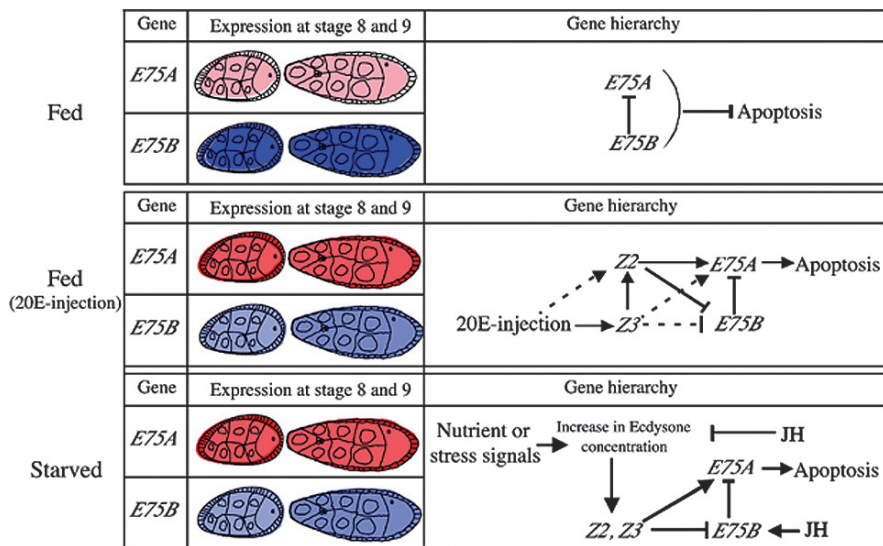 Gene Expression at stage 8 and 9 Gene hierarchy
Fed
E75A
E75B
E75A
E75B
Apoptosis
Gene Expression at stage 8 and 9 Gene hierarchy
Fed
(20E-injection)
E75A
E75B
Z2 E75A Apoptosis
20E-injection Z3 E75B
Gene Expression at stage 8 and 9 Gene hierarchy
Starved
E75A
E75B
Nutrient or
stress signals
Increase in Ecdysone
concentration
JH
E75A Apoptosis
Z2, Z3 E75B JH